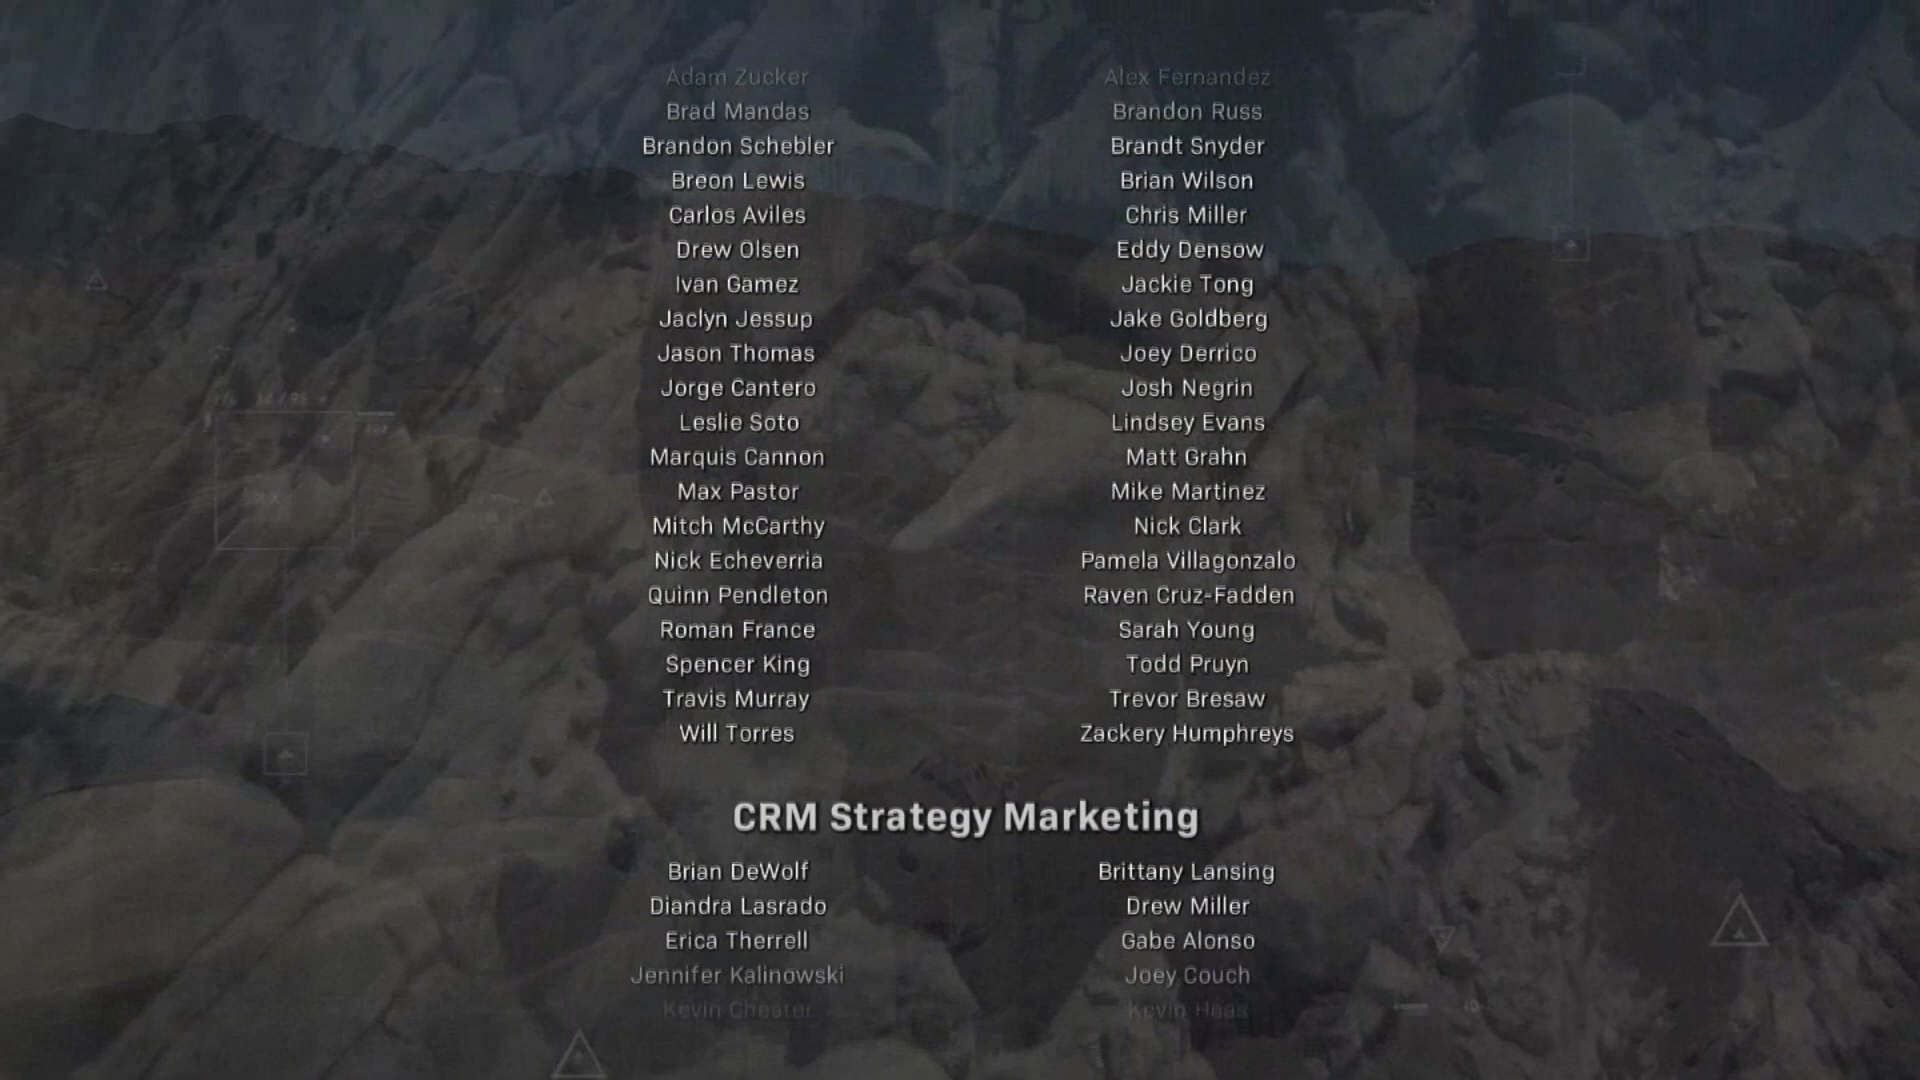 Adam Zucker Alex Fernandez
Brad Mandas Brandon Russ
Brandon Schebler Brandt Snyder
Breon Lewis Brian Wilson
Carlos Aviles Chris Miller
Drew Olsen Eddy Densow
Ivan Gamez Jackie Tong
Jaclyn Jessup Jake Goldberg
Jason Thomas Joey Derrico
Jorge Cantero Josh Negrin
Leslie Soto Lindsey Evans
Marquis Cannon Matt Grahn
Max Pastor Mike Martinez
Mitch McCarthy Nick Clark
Nick Echeverria Pamela Villagonzalo
Quinn Pendleton Raven Cruz-Fadden
Roman France Sarah Young
Spencer King Todd Pruyn
Travis Murray Trevor Bresaw
Will Torres Zackery Humphreys
CRM Strategy Marketing
Brian DeWolf Brittany Lansing
Diandra Lasrado Drew Miller
Erica Therrell Gabe Alonso
Jennifer Kalinowski Joey Couch
Kevin Chester Kevin Haas